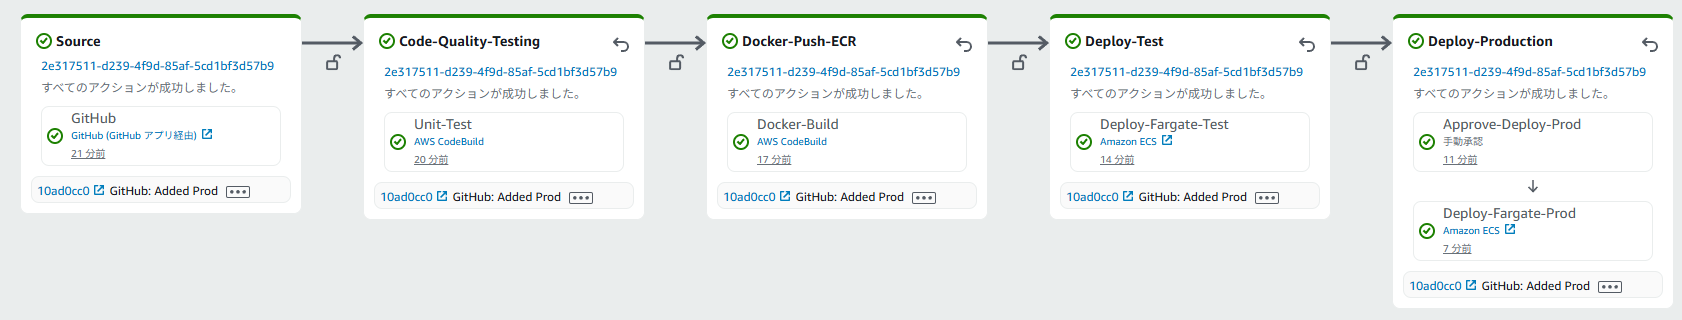 Source
2e317511-d239-4f9d-85af-5cd1bf3d57b9
すべてのアクションが成功しました。
GitHub
GitHub (GitHub アプリ経由)
21 分前
10ad0cc0 GitHub: Added Prod
Code-Quality-Testing
2e317511-d239-4f9d-85af-5cd1bf3d57b9
すべてのアクションが成功しました。
Unit-Test
AWS CodeBuild
20 分前
10ad0cc0 GitHub: Added Prod
Docker-Push-ECR
2e317511-d239-4f9d-85af-5cd1bf3d57b9
すべてのアクションが成功しました。
Docker-Build
AWS CodeBuild
17 分前
10ad0cc0 GitHub: Added Prod
Deploy-Test
2e317511-d239-4f9d-85af-5cd1bf3d57b9
すべてのアクションが成功しました。
Deploy-Fargate-Test
Amazon ECS
14 分前
10ad0cc0 GitHub: Added Prod
Deploy-Production
2e317511-d239-4f9d-85af-5cd1bf3d57b9
すべてのアクションが成功しました。
Approve-Deploy-Prod
手動承認
11 分前
Deploy-Fargate-Prod
Amazon ECS
7 分前
10ad0cc0 GitHub: Added Prod